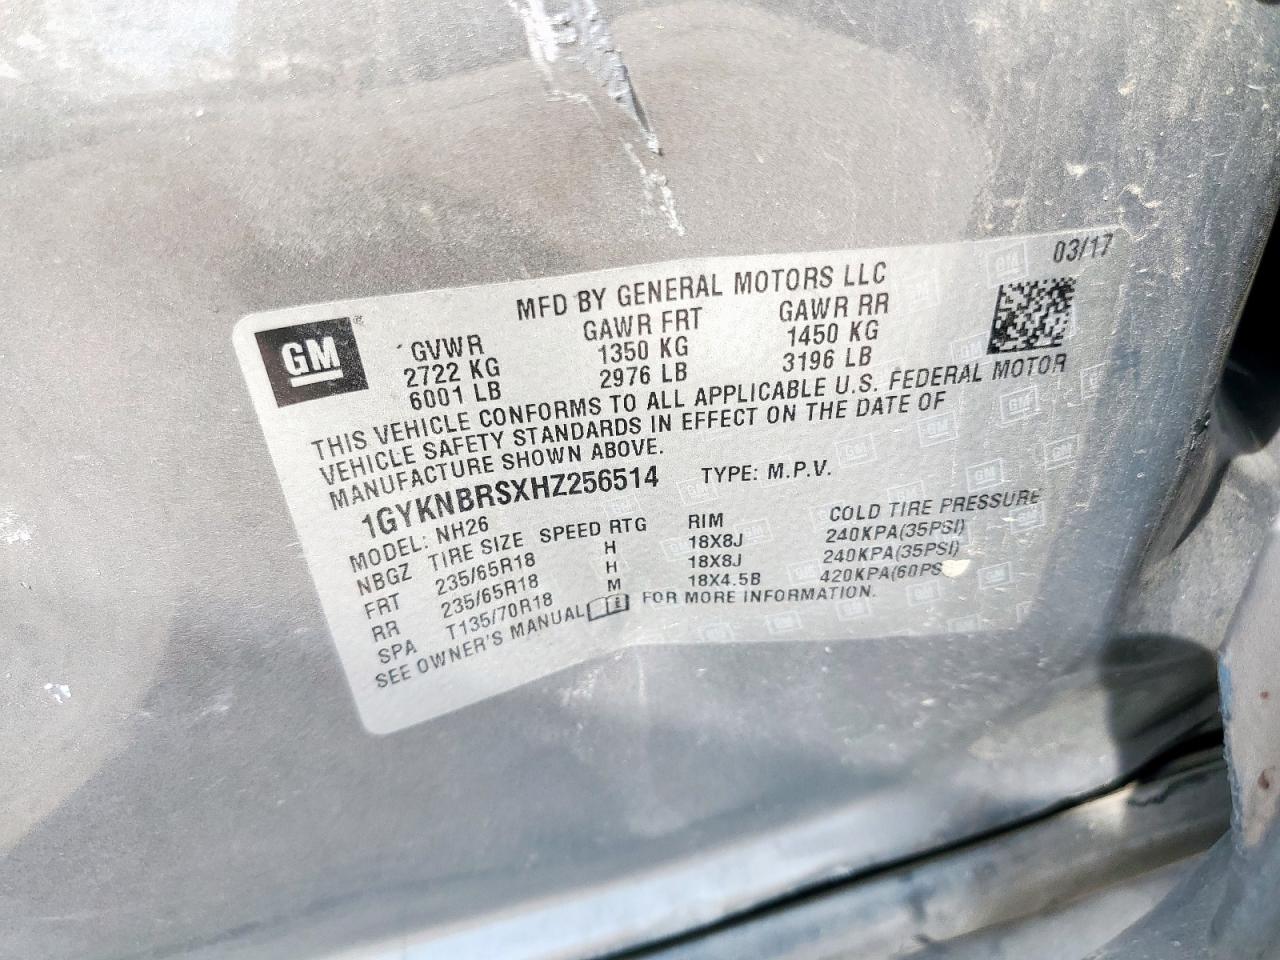 03/17
MFD BY GENERAL MOTORS LLC
GM ®
GVWR GAWR FRT GAWR RR
2722 KG 1350 KG 1450 KG
6001 LB 2976 LB 3196 LB
THIS VEHICLE CONFORMS TO ALL APPLICABLE U.S. FEDERAL MOTOR
VEHICLE SAFETY STANDARDS IN EFFECT ON THE DATE OF
MANUFACTURE SHOWN ABOVE.
1GYKNBRSXHZ256514 TYPE: M.P.V.
MODEL: NH26
NBGZ TIRE SIZE SPEED RTG RIM COLD TIRE PRESSURE
FRT 235/65R18 H 18X8J 240KPA(35PSI)
RR 235/65R18 H 18X8J 240KPA(35PSI)
SPA T135/70R18 M 18X4.5B 420KPA(60PS
SEE OWNER'S MANUAL FOR MORE INFORMATION.